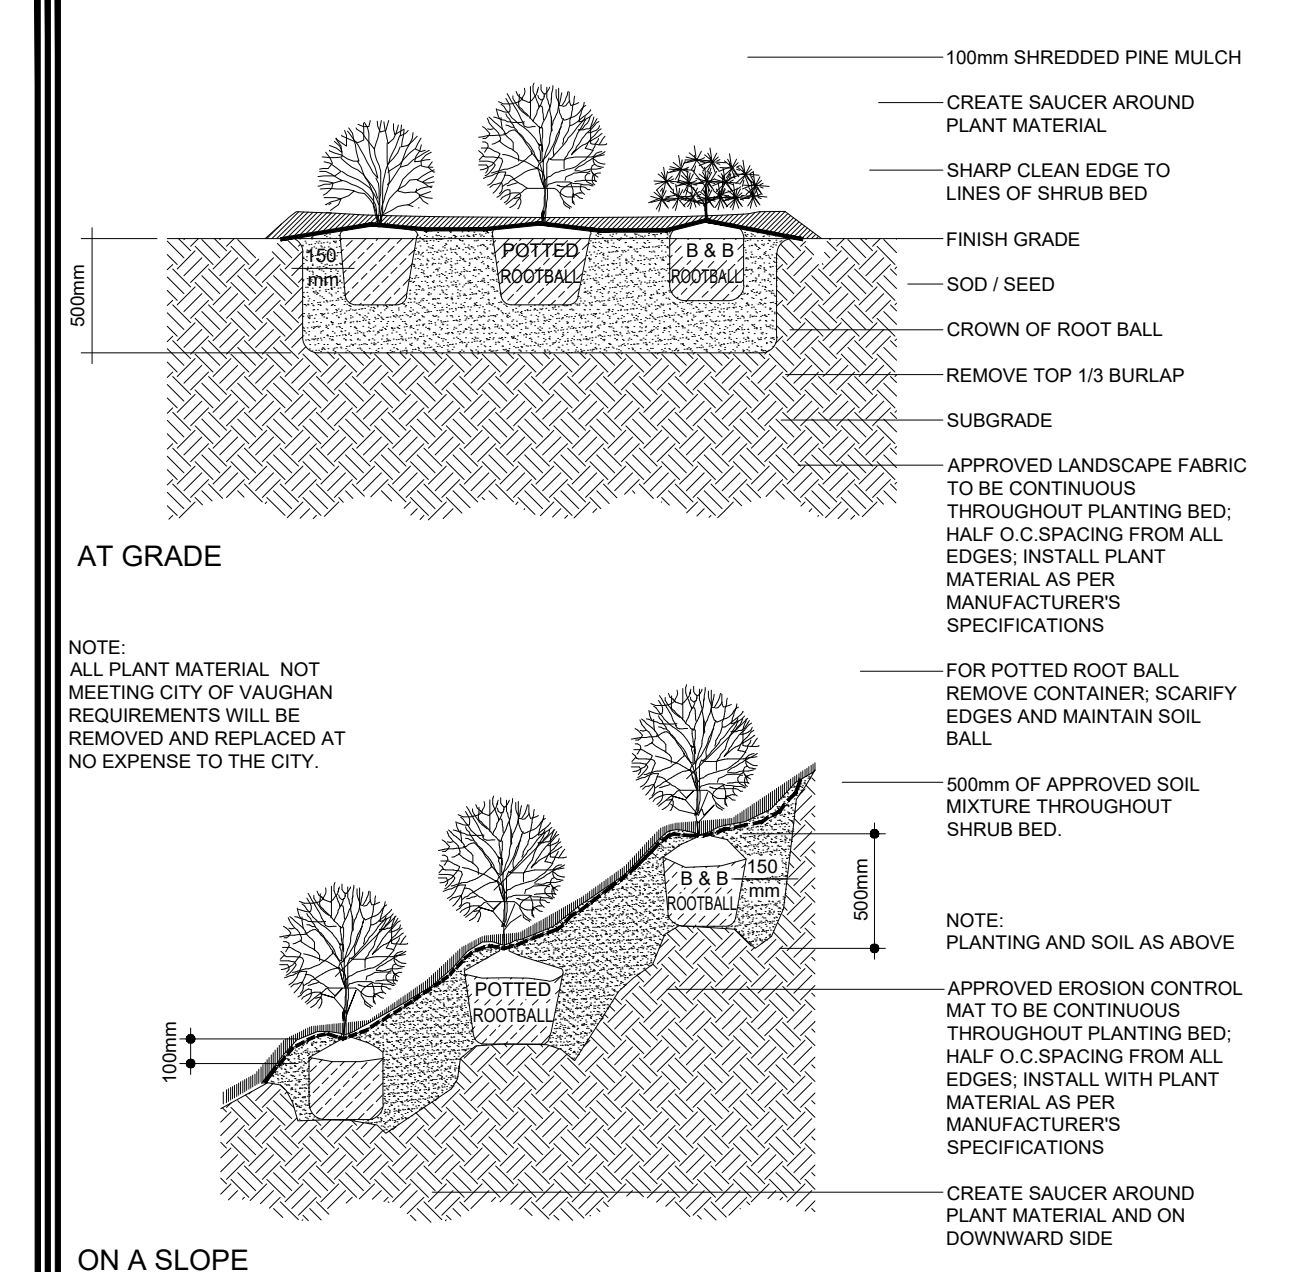 100mm SHREDDED PINE MULCH
CREATE SAUCER AROUND
PLANT MATERIAL
SHARP CLEAN EDGE TO
LINES OF SHRUB BED
FINISH GRADE
SOD / SEED
CROWN OF ROOT BALL
REMOVE TOP 1/3 BURLAP
SUBGRADE
APPROVED LANDSCAPE FABRIC
TO BE CONTINUOUS
THROUGHOUT PLANTING BED;
HALF O.C.SPACING FROM ALL
EDGES; INSTALL PLANT
MATERIAL AS PER
MANUFACTURER'S
SPECIFICATIONS
150
mm
POTTED
ROOTBALL
B & B
ROOTBALL
500mm
AT GRADE
NOTE:
ALL PLANT MATERIAL NOT
MEETING CITY OF VAUGHAN
REQUIREMENTS WILL BE
REMOVED AND REPLACED AT
NO EXPENSE TO THE CITY.
FOR POTTED ROOT BALL
REMOVE CONTAINER; SCARIFY
EDGES AND MAINTAIN SOIL
BALL
500mm OF APPROVED SOIL
MIXTURE THROUGHOUT
SHRUB BED.
B & B
ROOTBALL
150
mm
500mm
POTTED
ROOTBALL
100mm
NOTE:
PLANTING AND SOIL AS ABOVE
APPROVED EROSION CONTROL
MAT TO BE CONTINUOUS
THROUGHOUT PLANTING BED;
HALF O.C.SPACING FROM ALL
EDGES; INSTALL WITH PLANT
MATERIAL AS PER
MANUFACTURER'S
SPECIFICATIONS
CREATE SAUCER AROUND
PLANT MATERIAL AND ON
DOWNWARD SIDE
ON A SLOPE